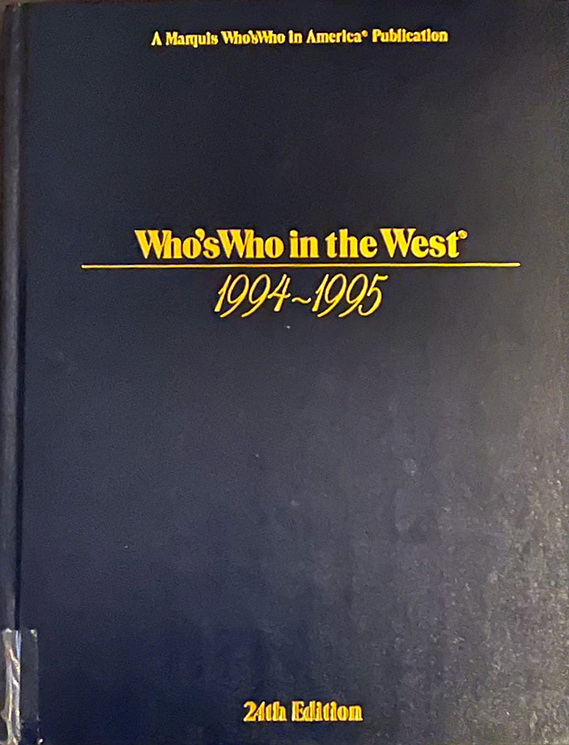 A Marquis Who'sWho in America® Publication
Who'sWho in the West®
1994~1995
24th Edition